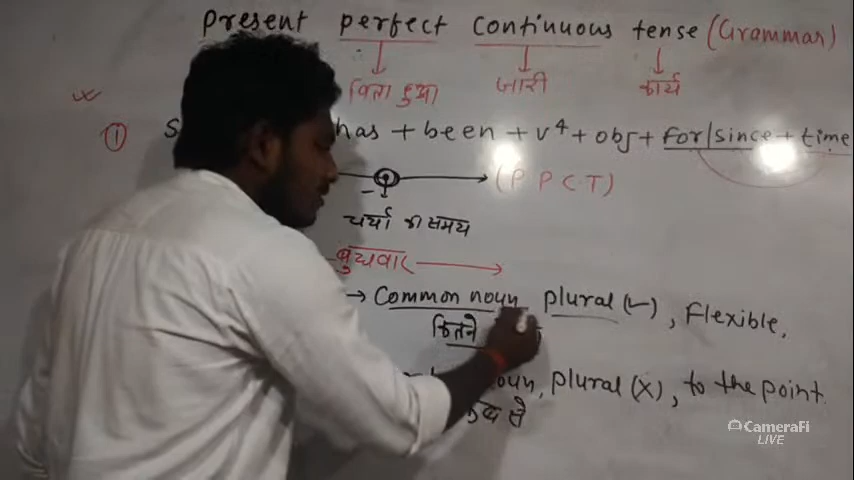 Present perfect continuous tense (Grammar)
बिता हुआ जारी कार्य
① S has + been + v⁴ + obj + for/since + time
(P P C T)
चर्चा का समय
बुधवार
→ Common noun plural (✓), Flexible,
कितने
noun, plural (x), to the point.
से
CameraFi
LIVE